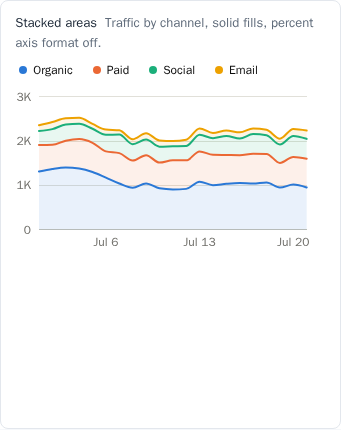 Stacked areas Traffic by channel, solid fills, percent
axis format off.
Organic Paid Social Email
3K
2K
1K
0
Jul 6 Jul 13 Jul 20